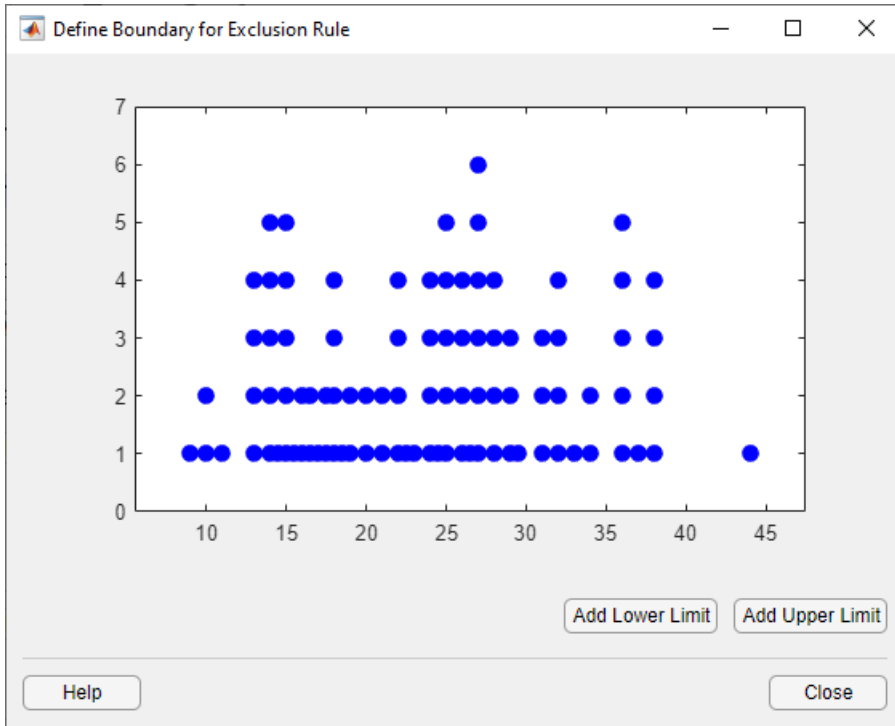 Define Boundary for Exclusion Rule
7
6
5
4
3
2
1
0
10 15 20 25 30 35 40 45
Add Lower Limit Add Upper Limit
Help Close